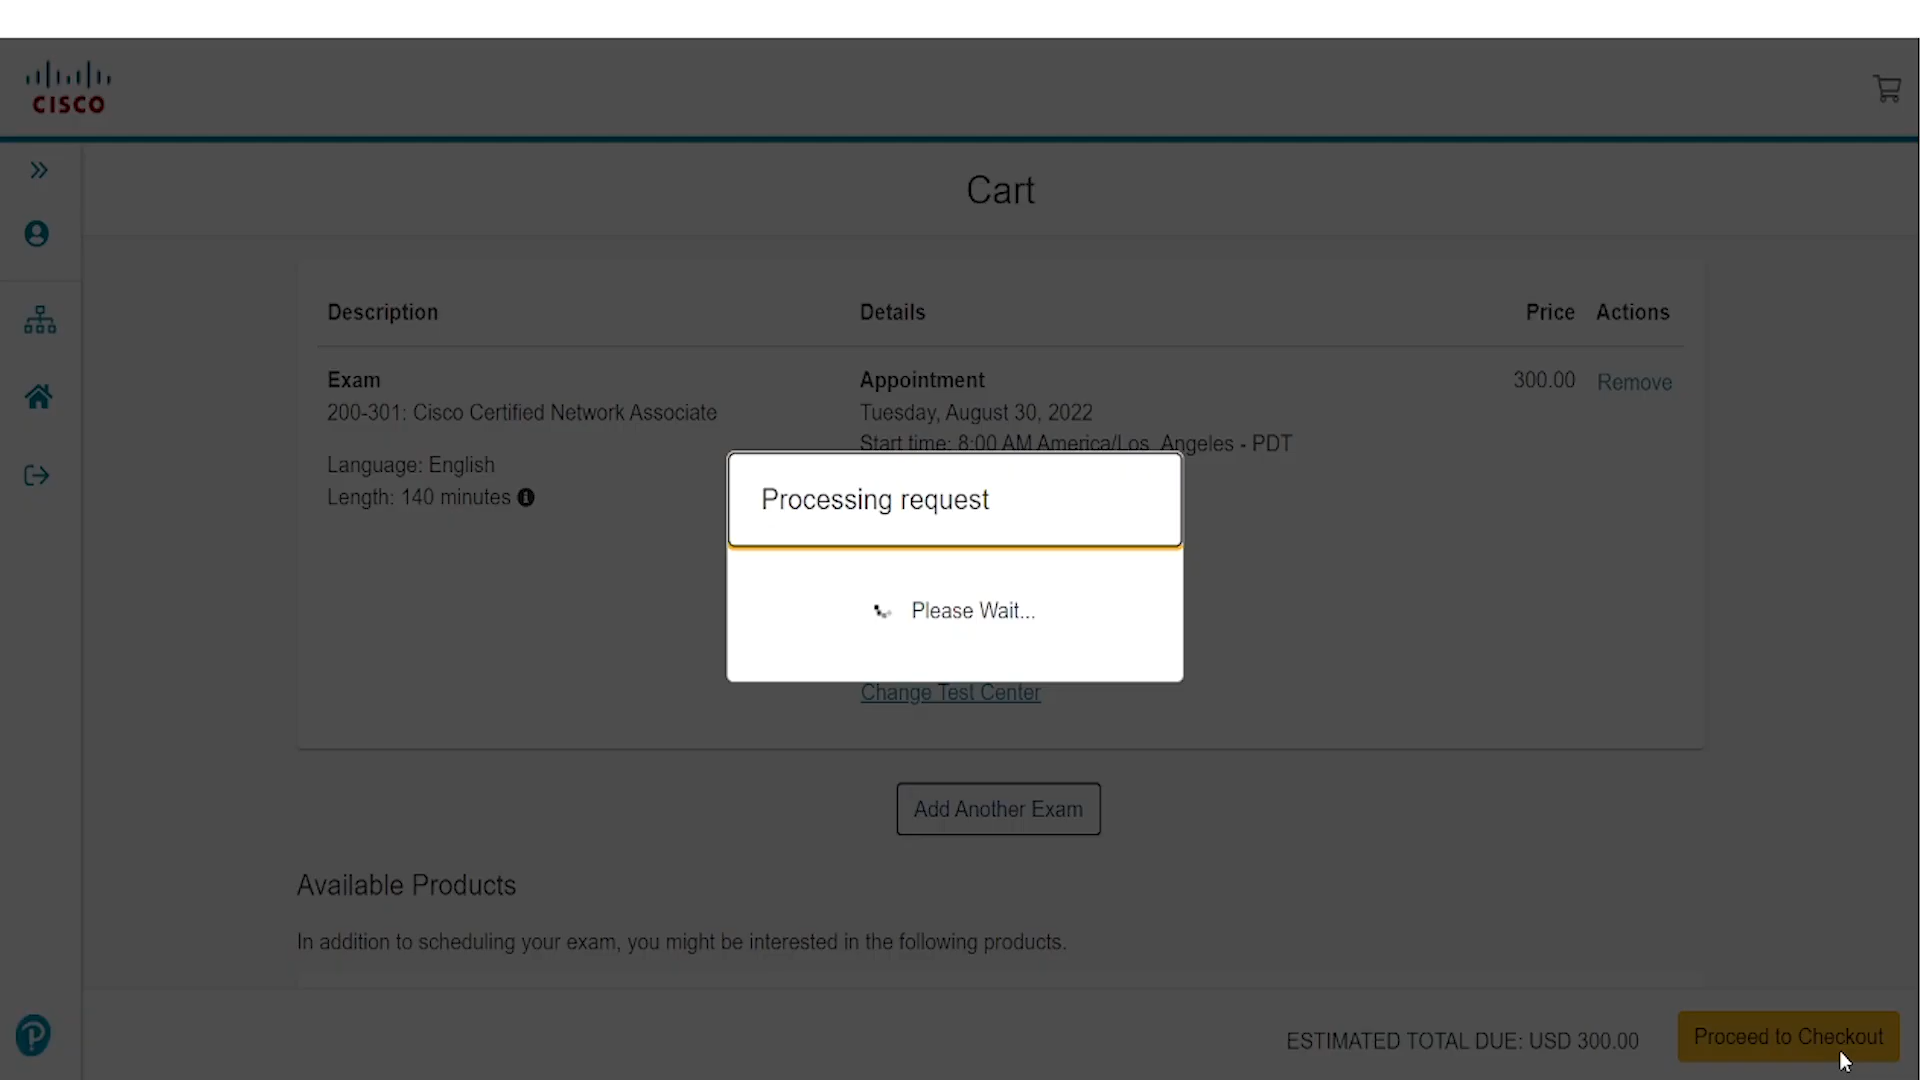 CISCO
Cart
Description Details Price Actions
Exam Appointment 300.00 Remove
200-301: Cisco Certified Network Associate Tuesday, August 30, 2022
Start time: 8:00 AM America/Los_Angeles - PDT
Language: English
Length: 140 minutes
Processing request
Please Wait...
Change Test Center
Add Another Exam
Available Products
In addition to scheduling your exam, you might be interested in the following products.
ESTIMATED TOTAL DUE: USD 300.00 Proceed to Checkout